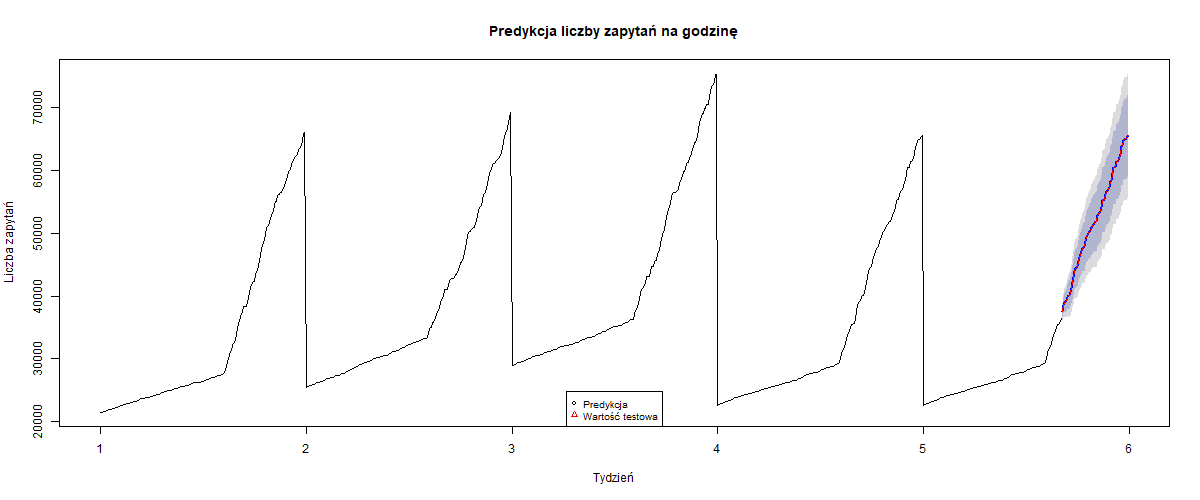 Predykcja liczby zapytań na godzinę
Liczba zapytań
70000
60000
50000
40000
30000
20000
Predykcja
Wartość testowa
1 2 3 4 5 6
Tydzień